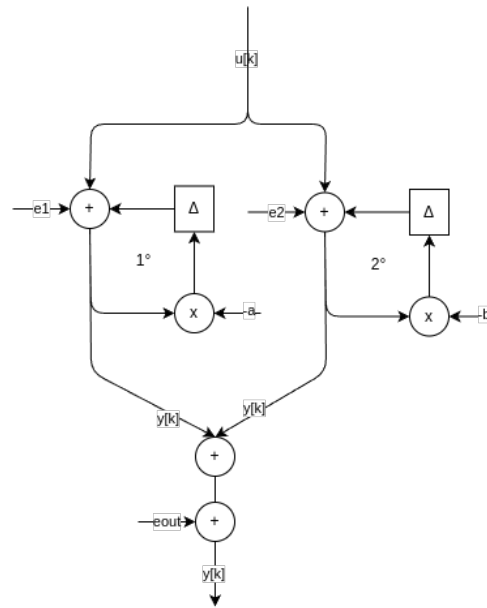 u[k]
e1
+
Δ
e2
+
Δ
1°
2°
x
-a
x
-b
y[k]
y[k]
+
eout
+
y[k]